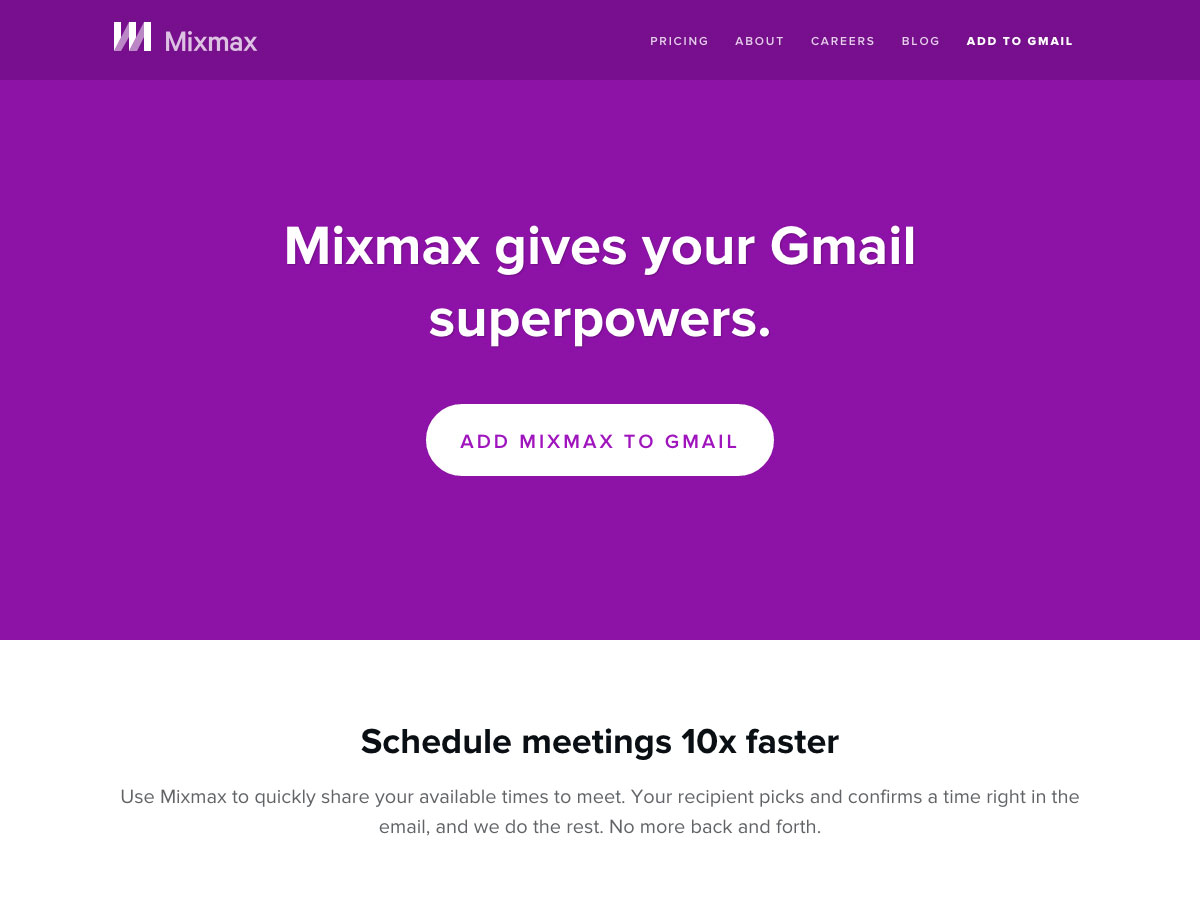 Mixmax
PRICING ABOUT CAREERS BLOG ADD TO GMAIL
Mixmax gives your Gmail
superpowers.
ADD MIXMAX TO GMAIL
Schedule meetings 10x faster
Use Mixmax to quickly share your available times to meet. Your recipient picks and confirms a time right in the
email, and we do the rest. No more back and forth.